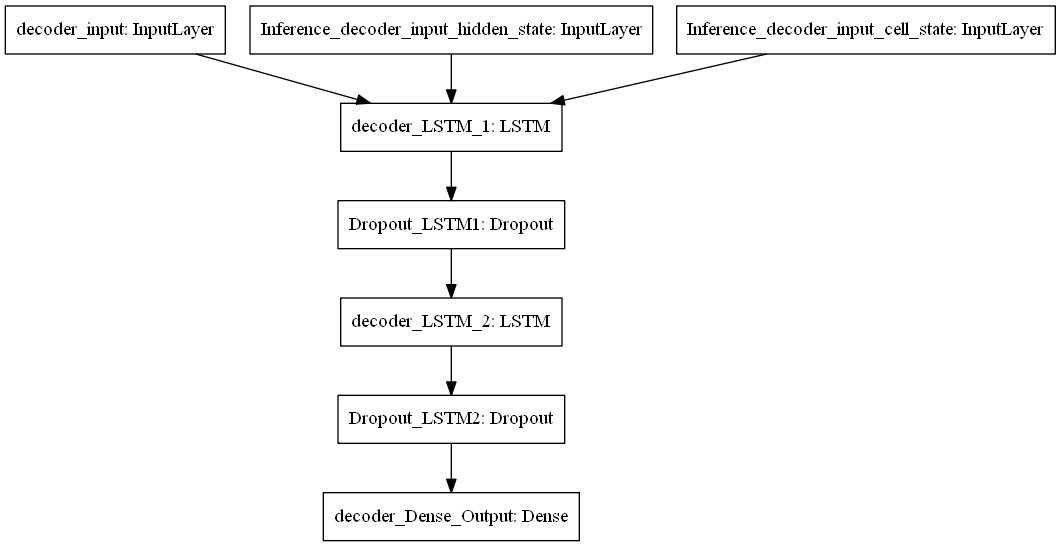 decoder_input: InputLayer
Inference_decoder_input_hidden_state: InputLayer
Inference_decoder_input_cell_state: InputLayer
decoder_LSTM_1: LSTM
Dropout_LSTM1: Dropout
decoder_LSTM_2: LSTM
Dropout_LSTM2: Dropout
decoder_Dense_Output: Dense